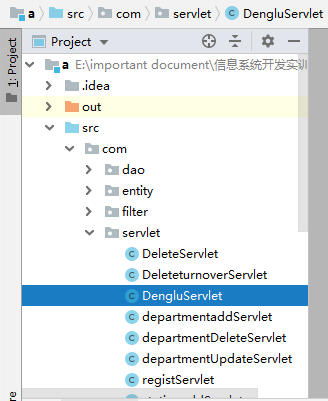 a src com servlet DengluServlet
1: Project
Project
a E:\important document\信息系统开发实训
.idea
out
src
com
dao
entity
filter
servlet
DeleteServlet
DeleteturnoverServlet
DengluServlet
departmentaddServlet
departmentDeleteServlet
departmentUpdateServlet
registServlet